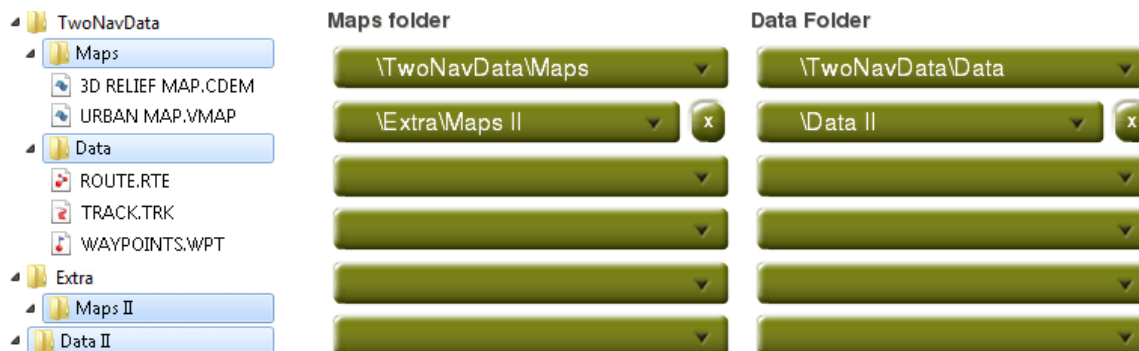 TwoNavData
Maps
3D RELIEF MAP.CDEM
URBAN MAP.VMAP
Data
ROUTE.RTE
TRACK.TRK
WAYPOINTS.WPT
Extra
Maps II
Data II
Maps folder
\TwoNavData\Maps
\Extra\Maps II
x
Data Folder
\TwoNavData\Data
\Data II
x